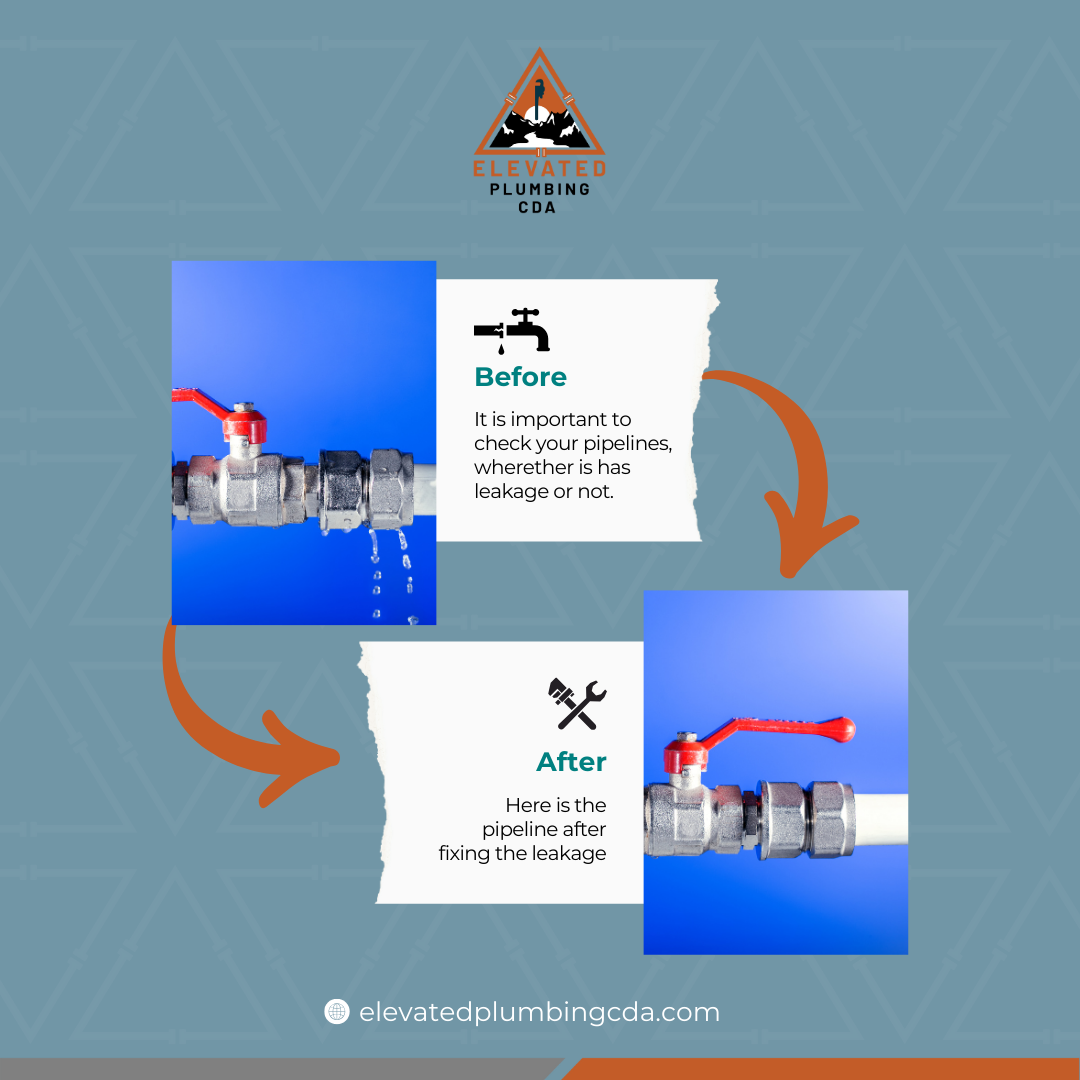 ELEVATED
PLUMBING
CDA
Before
It is important to
check your pipelines,
wherether is has
leakage or not.
After
Here is the
pipeline after
fixing the leakage
elevatedplumbingcda.com